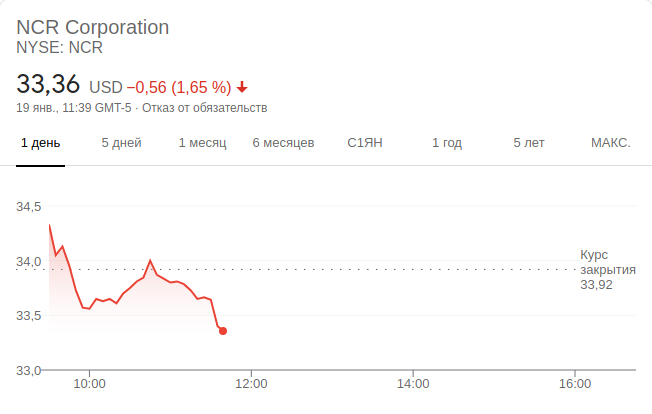 NCR Corporation
NYSE: NCR
33,36 USD −0,56 (1,65 %)
19 янв., 11:39 GMT-5 · Отказ от обязательств
1 день 5 дней 1 месяц 6 месяцев С1ЯН 1 год 5 лет МАКС.
34,5
34,0
33,5
33,0
Курс
закрытия
33,92
10:00 12:00 14:00 16:00